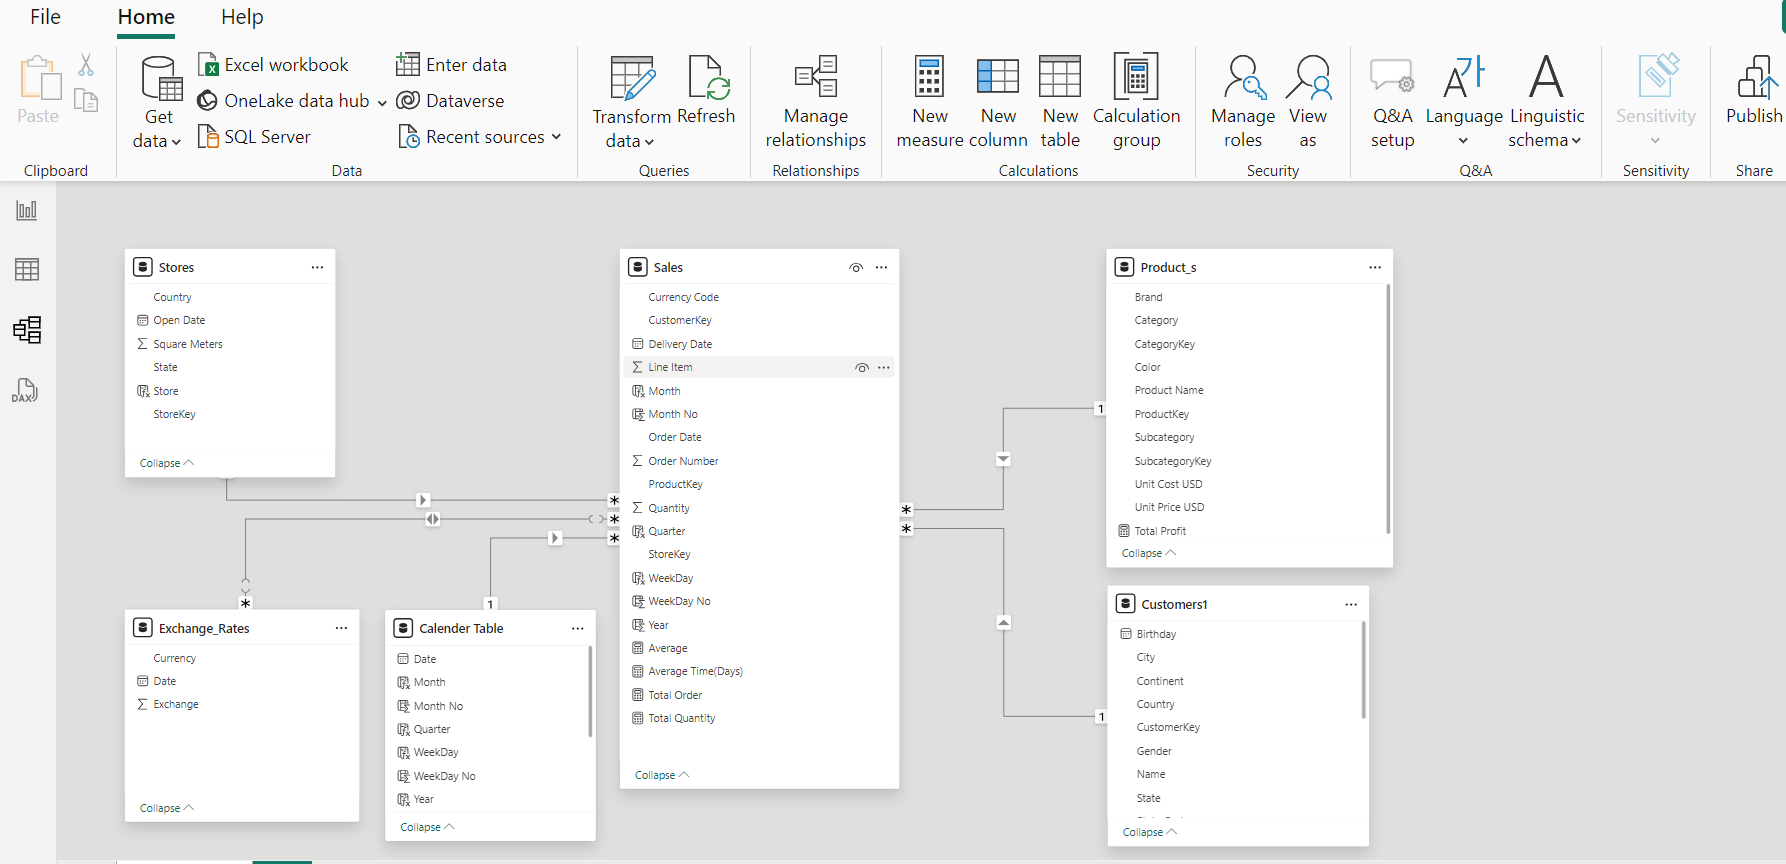 File
Home
Help
Paste
Clipboard
Get data
Excel workbook
OneLake data hub
SQL Server
Enter data
Dataverse
Recent sources
Data
Transform data
Refresh
Queries
Manage relationships
Relationships
New measure
New column
New table
Calculation group
Calculations
Manage roles
View as
Security
Q&A setup
Language
Linguistic schema
Q&A
Sensitivity
Sensitivity
Publish
Share
DAX
Stores
Country
Open Date
Square Meters
State
Store
StoreKey
Collapse
Sales
Currency Code
CustomerKey
Delivery Date
Line Item
Month
Month No
Order Date
Order Number
ProductKey
Quantity
Quarter
StoreKey
WeekDay
WeekDay No
Year
Average
Average Time(Days)
Total Order
Total Quantity
Collapse
Product_s
Brand
Category
CategoryKey
Color
Product Name
ProductKey
Subcategory
SubcategoryKey
Unit Cost USD
Unit Price USD
Total Profit
Collapse
*
*
*
*
*
1
1
*
1
Exchange_Rates
Currency
Date
Exchange
Collapse
Calender Table
Date
Month
Month No
Quarter
WeekDay
WeekDay No
Year
Collapse
Customers1
Birthday
City
Continent
Country
CustomerKey
Gender
Name
State
Collapse